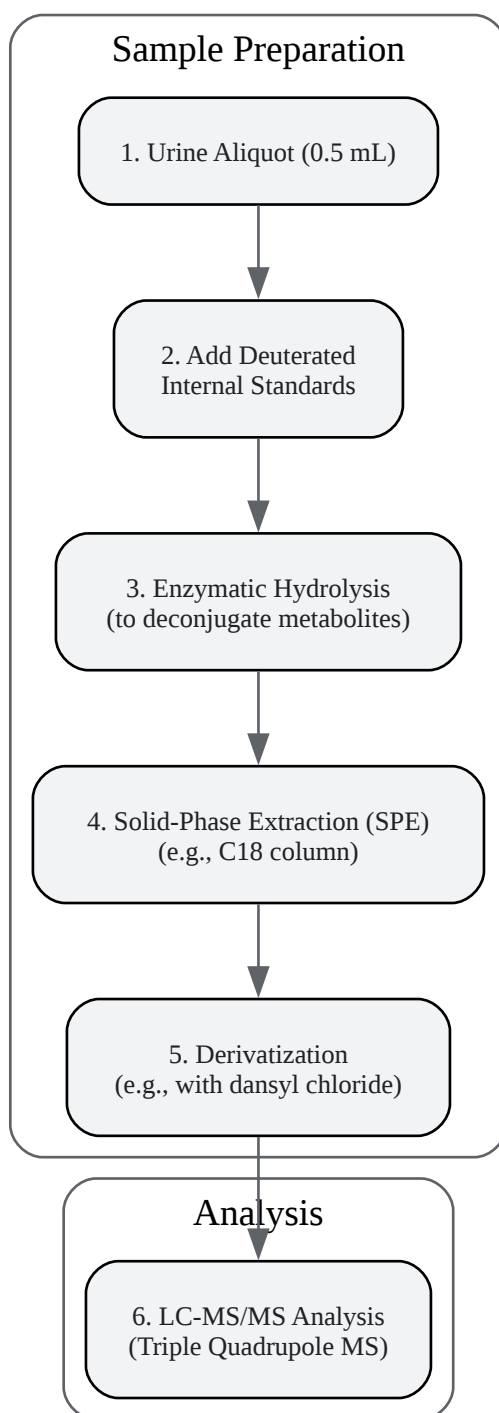 Sample Preparation
1. Urine Aliquot (0.5 mL)
2. Add Deuterated
Internal Standards
3. Enzymatic Hydrolysis
(to deconjugate metabolites)
4. Solid-Phase Extraction (SPE)
(e.g., C18 column)
5. Derivatization
(e.g., with dansyl chloride)
Analysis
6. LC-MS/MS Analysis
(Triple Quadrupole MS)